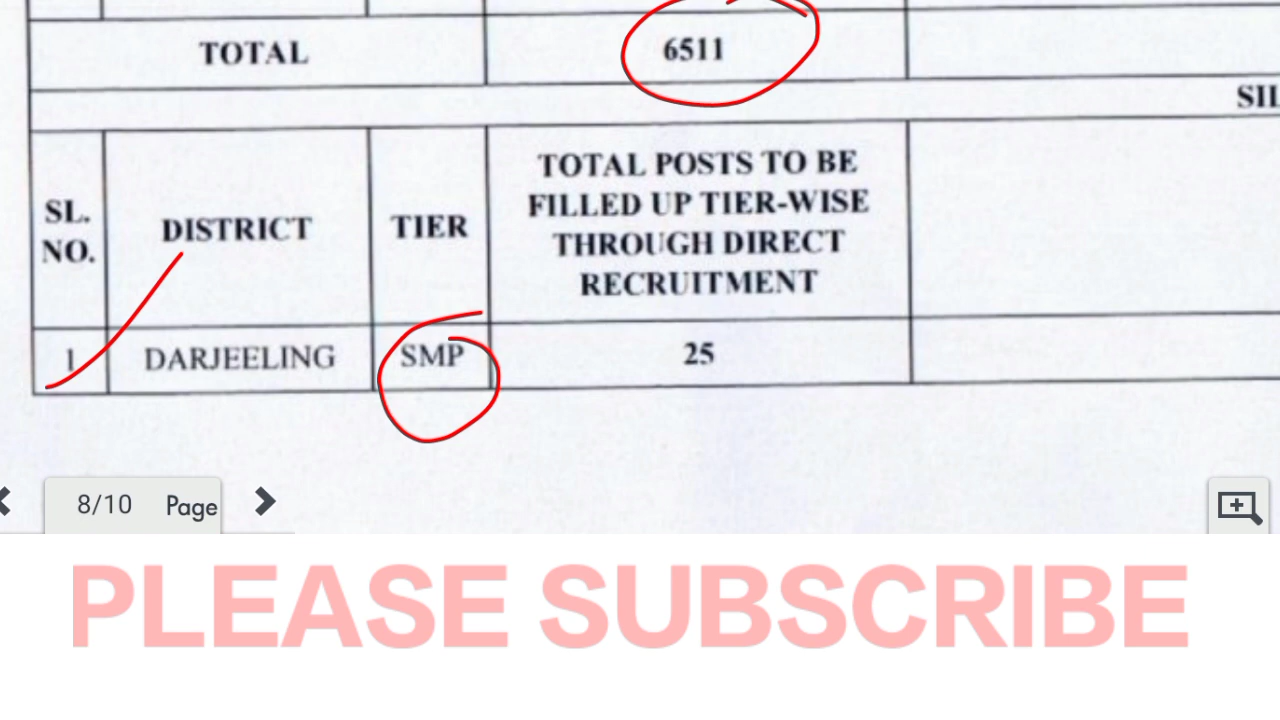 TOTAL 6511
SIL
SL. NO. DISTRICT TIER TOTAL POSTS TO BE FILLED UP TIER-WISE THROUGH DIRECT RECRUITMENT
1 DARJEELING SMP 25
8/10 Page
PLEASE SUBSCRIBE